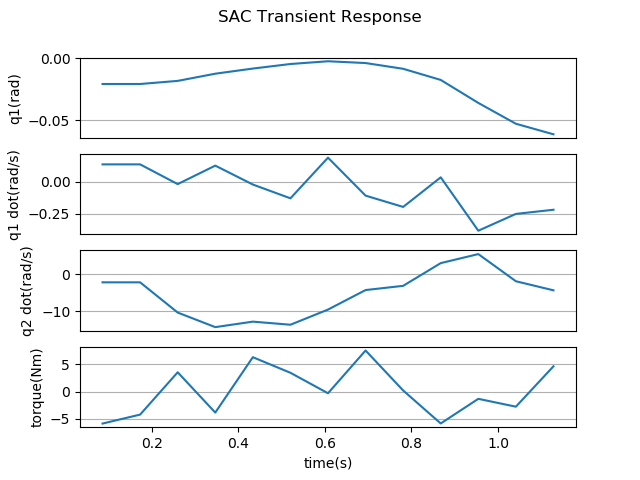 SAC Transient Response
q1(rad)
0.00
−0.05
q1 dot(rad/s)
0.00
−0.25
q2 dot(rad/s)
0
−10
torque(Nm)
5
0
−5
0.2 0.4 0.6 0.8 1.0
time(s)